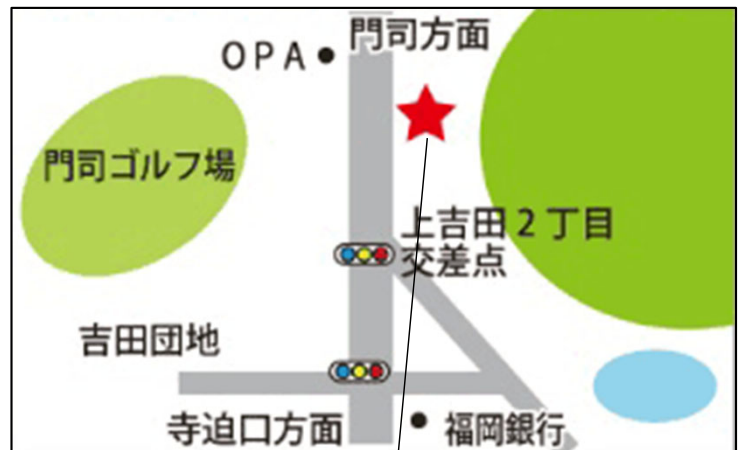 門司方面
OPA
門司ゴルフ場
上吉田2丁目
交差点
吉田団地
寺迫口方面
福岡銀行